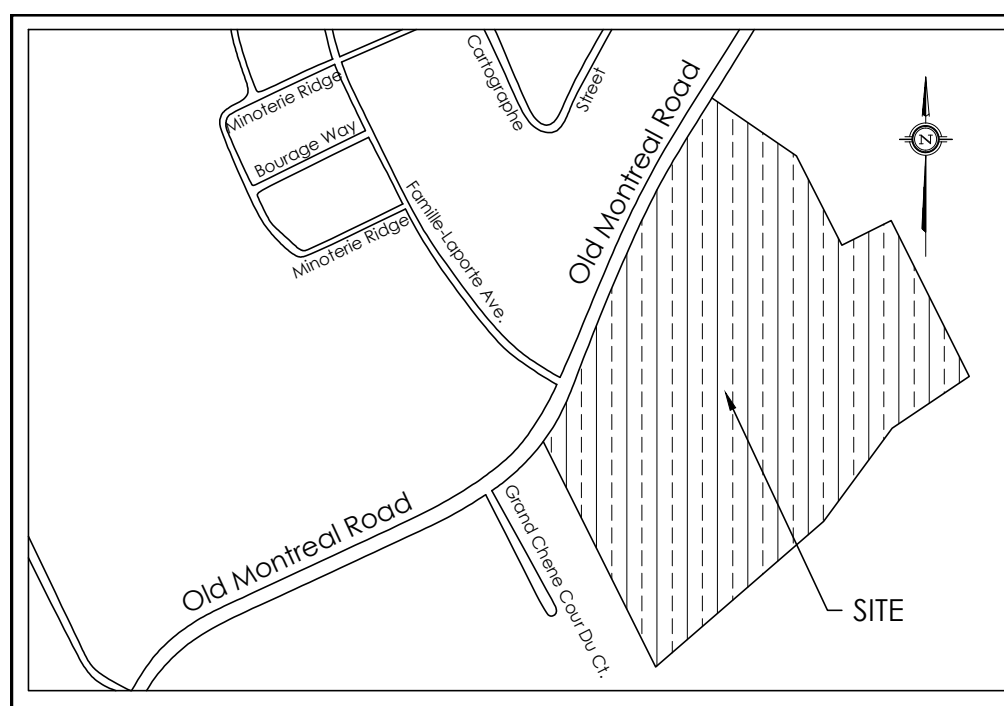 Cartographe
Street
Minoterie Ridge
Bourage Way
Minoterie Ridge
Famille-Laporte Ave.
Old Montreal Road
N
Old Montreal Road
Grand Chene Cour Du Ct.
SITE